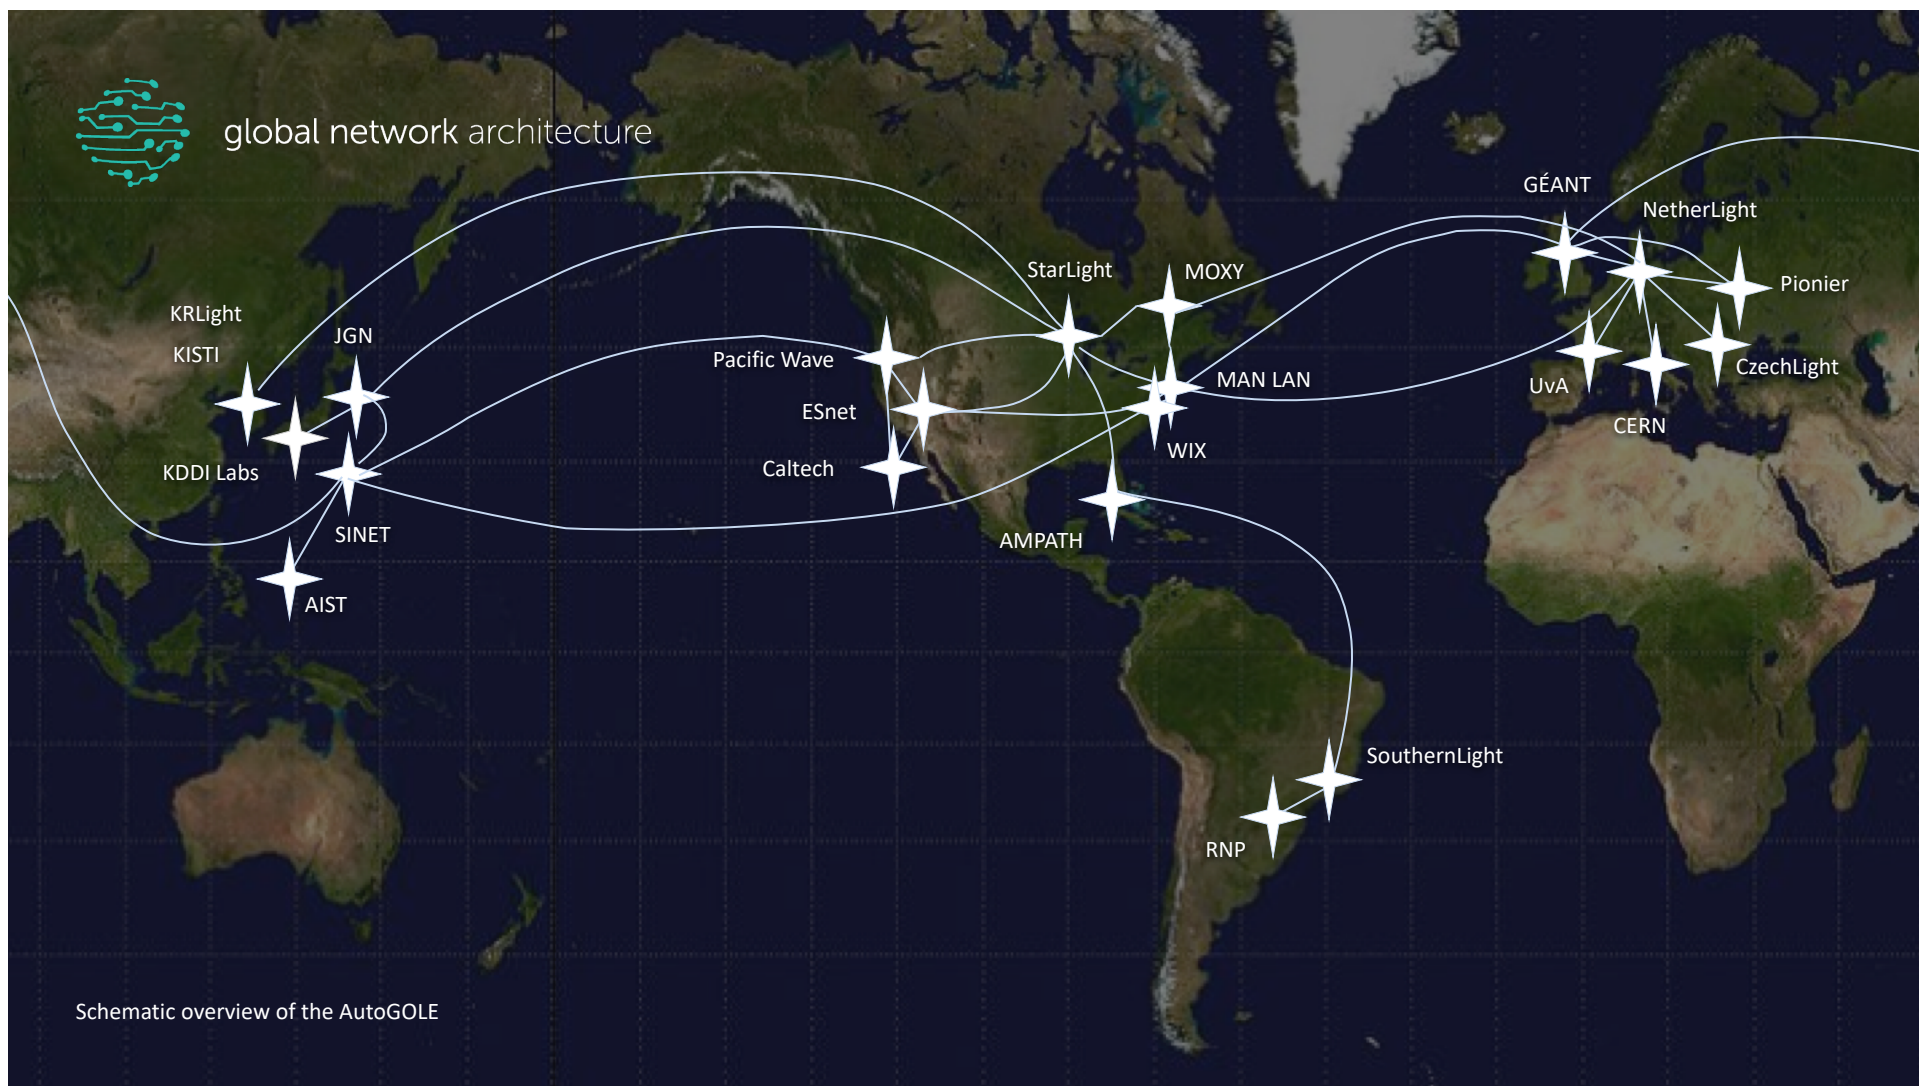 global network architecture
GÉANT
NetherLight
StarLight
MOXY
Pionier
KRLight
JGN
KISTI
Pacific Wave
MAN LAN
CzechLight
UvA
ESnet
CERN
WIX
Caltech
KDDI Labs
SINET
AMPATH
AIST
SouthernLight
RNP
Schematic overview of the AutoGOLE